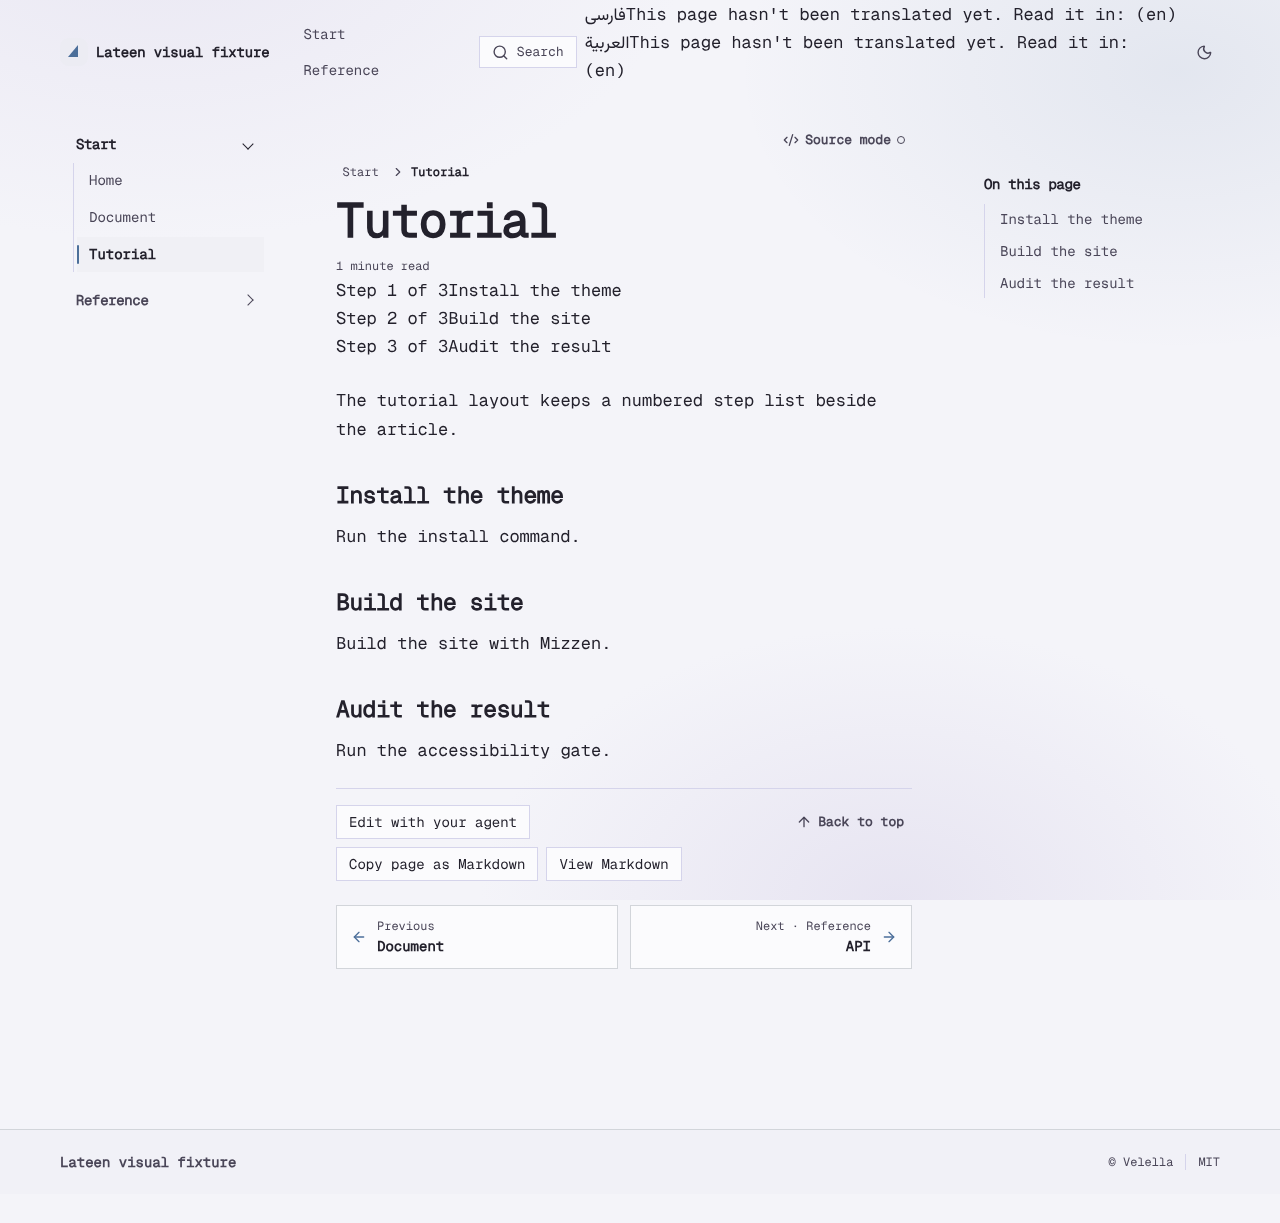 Lateen visual fixture
Start
Reference
Search
فارسیThis page hasn't been translated yet. Read it in: (en)
العربيةThis page hasn't been translated yet. Read it in:
(en)
Start
Home
Document
Tutorial
Reference
Source mode
Start
Tutorial
Tutorial
1 minute read
Step 1 of 3Install the theme
Step 2 of 3Build the site
Step 3 of 3Audit the result
The tutorial layout keeps a numbered step list beside
the article.
Install the theme
Run the install command.
Build the site
Build the site with Mizzen.
Audit the result
Run the accessibility gate.
Edit with your agent
Back to top
Copy page as Markdown
View Markdown
Previous
Document
Next · Reference
API
On this page
Install the theme
Build the site
Audit the result
Lateen visual fixture
© Velella
MIT